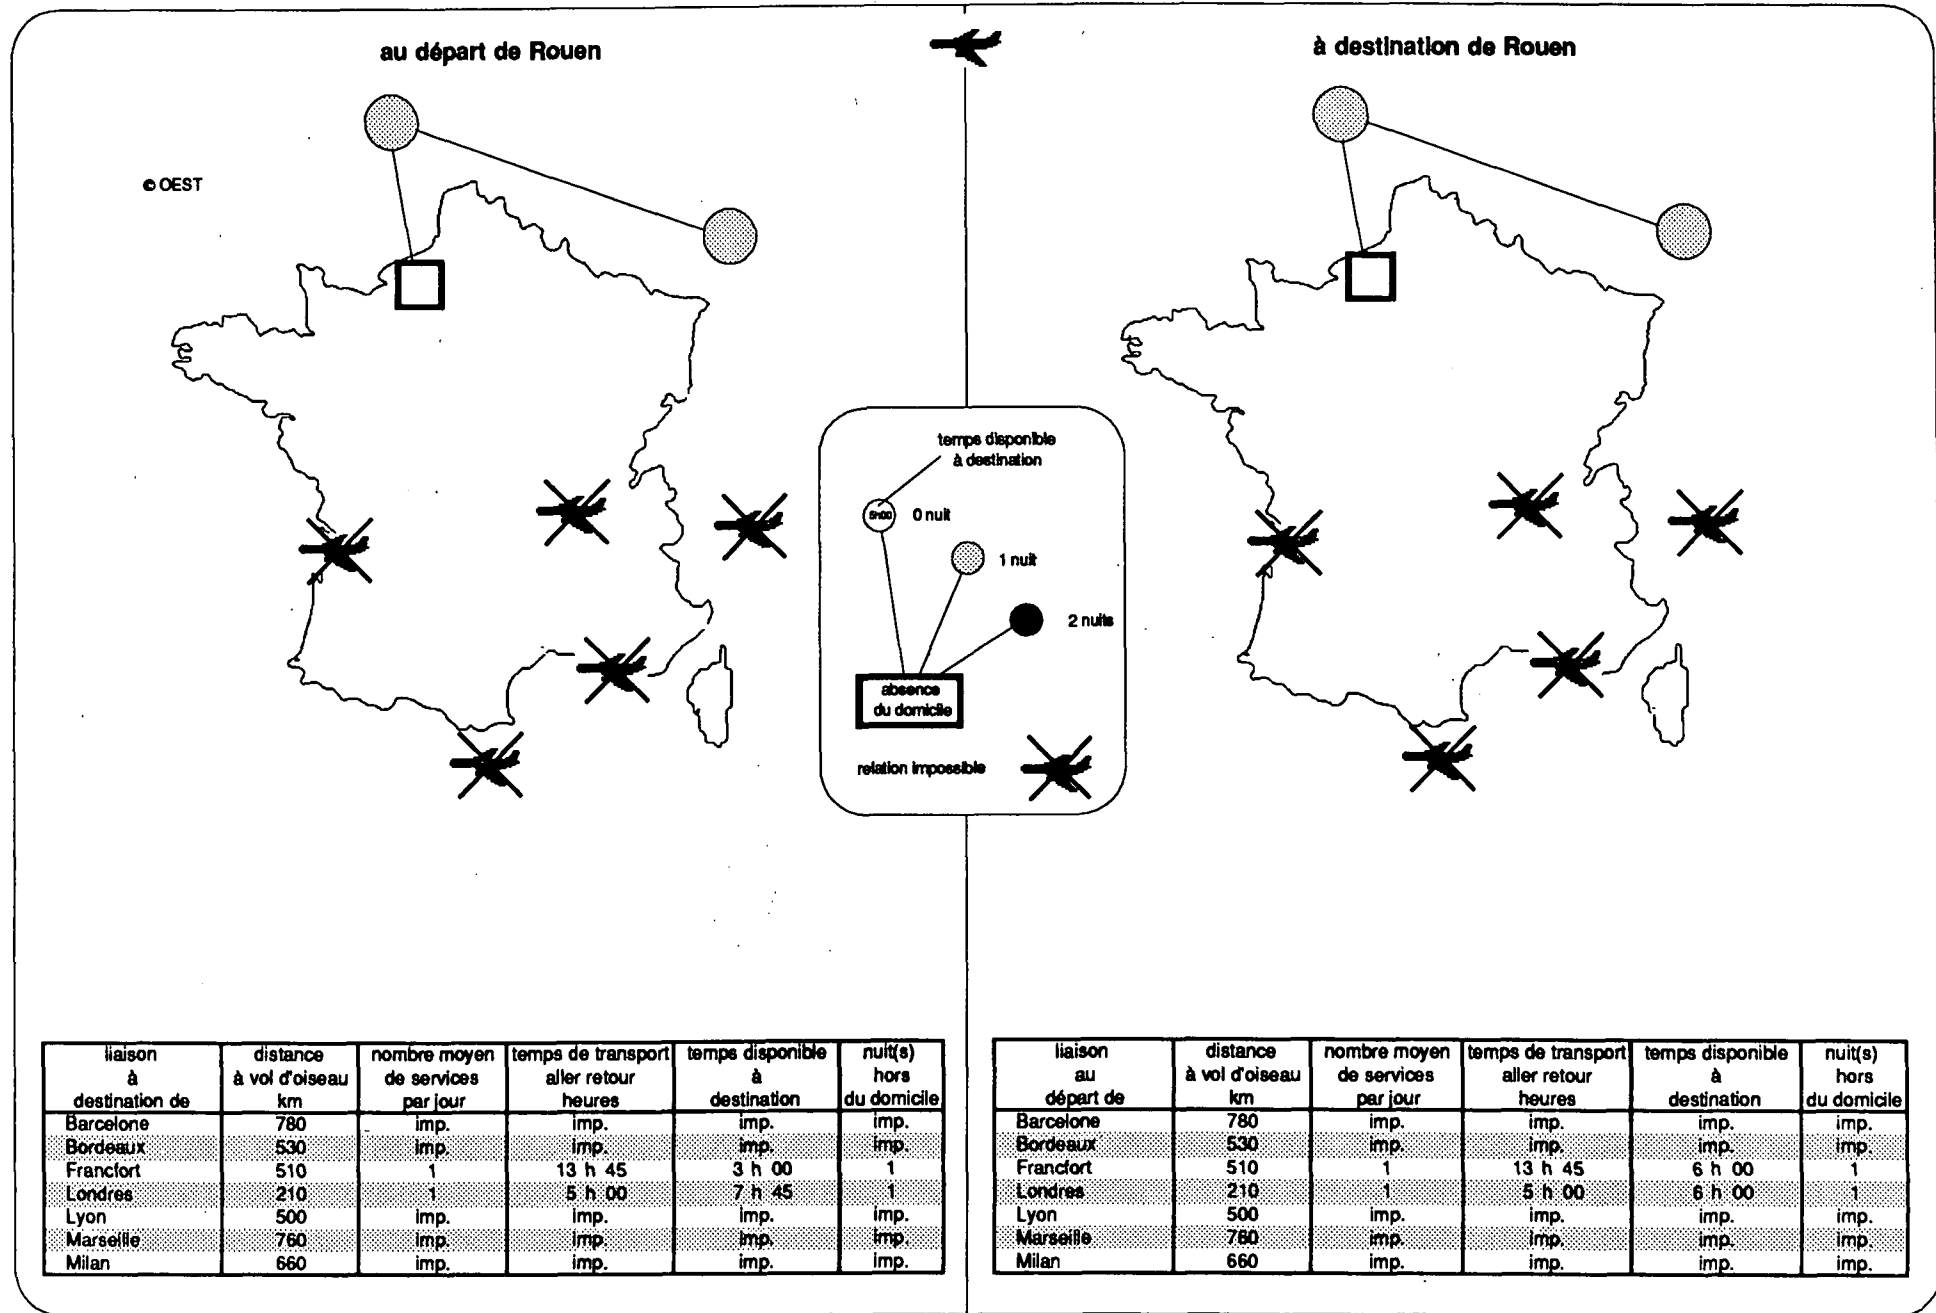 au départ de Rouen
à destination de Rouen
© OEST
temps disponible
à destination
5h00
0 nuit
1 nuit
2 nuits
absence
du domicile
relation impossible
liaison à destination de | distance à vol d'oiseau km | nombre moyen de services par jour | temps de transport aller retour heures | temps disponible à destination | nuit(s) hors du domicile
Barcelone 780 imp. imp. imp. imp.
Bordeaux 530 imp. imp. imp. imp.
Francfort 510 1 13 h 45 3 h 00 1
Londres 210 1 5 h 00 7 h 45 1
Lyon 500 imp. imp. imp. imp.
Marseille 760 imp. imp. imp. imp.
Milan 660 imp. imp. imp. imp.
liaison au départ de | distance à vol d'oiseau km | nombre moyen de services par jour | temps de transport aller retour heures | temps disponible à destination | nuit(s) hors du domicile
Barcelone 780 imp. imp. imp. imp.
Bordeaux 530 imp. imp. imp. imp.
Francfort 510 1 13 h 45 6 h 00 1
Londres 210 1 5 h 00 6 h 00 1
Lyon 500 imp. imp. imp. imp.
Marseille 760 imp. imp. imp. imp.
Milan 660 imp. imp. imp. imp.